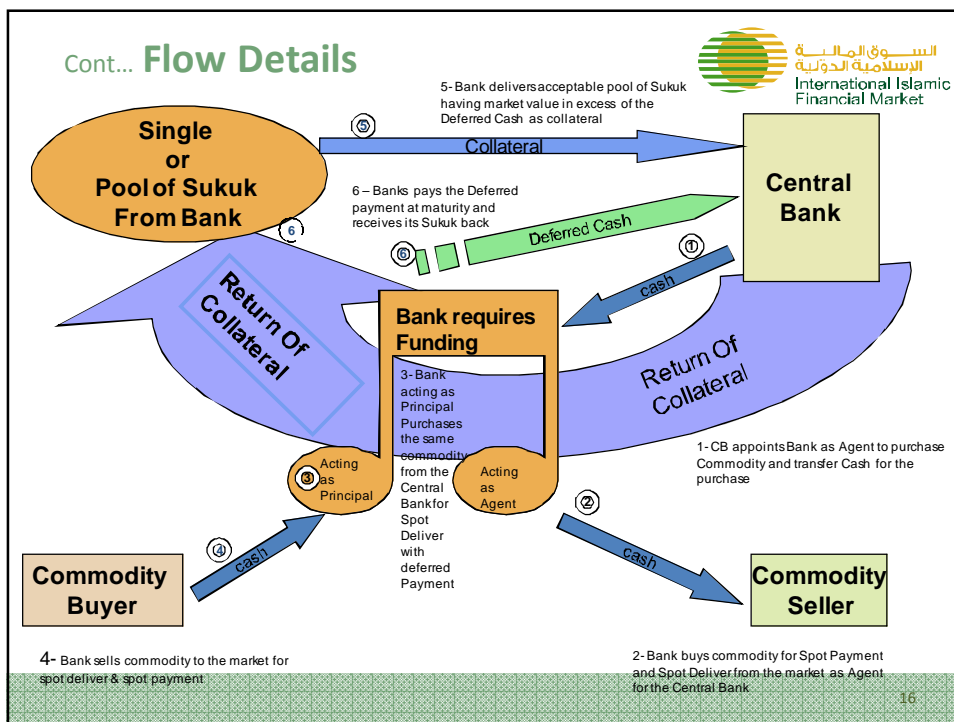 Cont... Flow Details
الســـوق الماليـــة
الإسلامية الدولية
International Islamic
Financial Market
5- Bank delivers acceptable pool of Sukuk
having market value in excess of the
Deferred Cash as collateral
Single
or
Pool of Sukuk
From Bank
5
Collateral
Central
Bank
6 – Banks pays the Deferred
payment at maturity and
receives its Sukuk back
6
6
Deferred Cash
1
cash
Return Of
Collateral
Bank requires
Funding
Return Of
Collateral
3- Bank
acting as
Principal
Purchases
the same
commodity
from the
Central
Bank for
Spot
Deliver
with
deferred
Payment
1- CB appoints Bank as Agent to purchase
Commodity and transfer Cash for the
purchase
3
Acting
as
Principal
Acting
as
Agent
2
cash
4
cash
Commodity
Buyer
Commodity
Seller
4- Bank sells commodity to the market for
spot deliver & spot payment
2- Bank buys commodity for Spot Payment
and Spot Deliver from the market as Agent
for the Central Bank
16